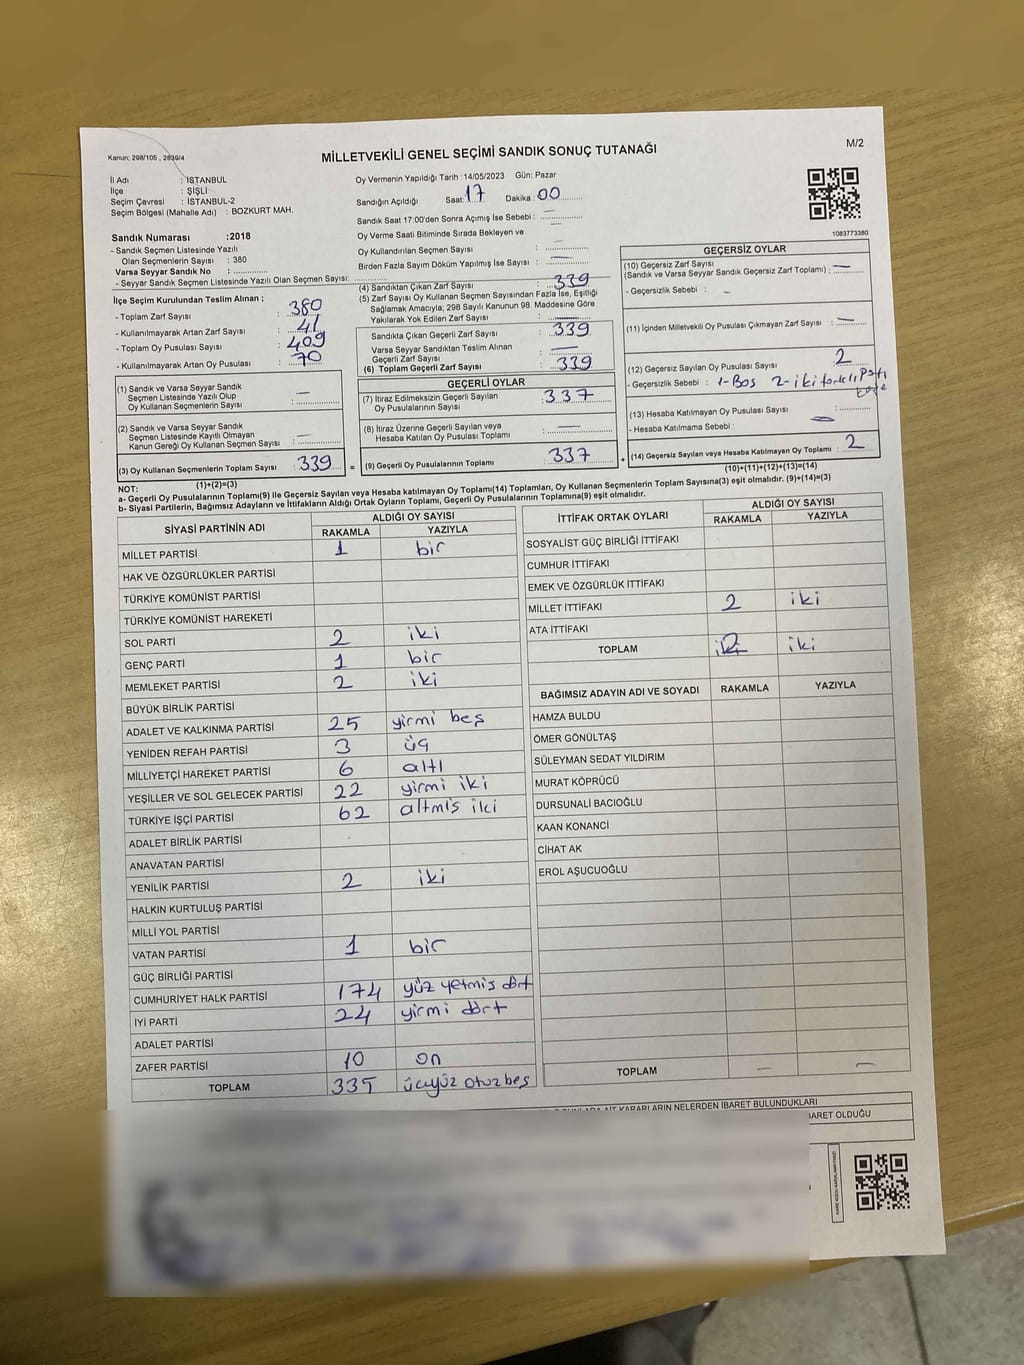 Kanun: 298/105 , 2839/4
MİLLETVEKİLİ GENEL SEÇİMİ SANDIK SONUÇ TUTANAĞI
M/2
İl Adı : İSTANBUL
İlçe : ŞİŞLİ
Seçim Çevresi : İSTANBUL-2
Seçim Bölgesi (Mahalle Adı) : BOZKURT MAH.
Oy Vermenin Yapıldığı Tarih :14/05/2023 Gün: Pazar
Sandığın Açıldığı Saat: 17 Dakika : 00
Sandık Saat 17:00'den Sonra Açımış İse Sebebi : —
Oy Verme Saati Bitiminde Sırada Bekleyen ve
Oy Kullandırılan Seçmen Sayısı : —
Birden Fazla Sayım Döküm Yapılmış İse Sayısı : —
1083773380
Sandık Numarası :2018
- Sandık Seçmen Listesinde Yazılı
Olan Seçmenlerin Sayısı : 380
Varsa Seyyar Sandık No :
- Seyyar Sandık Seçmen Listesinde Yazılı Olan Seçmen Sayısı:
İlçe Seçim Kurulundan Teslim Alınan ;
- Toplam Zarf Sayısı : 380
- Kullanılmayarak Artan Zarf Sayısı : 41
- Toplam Oy Pusulası Sayısı : 409
- Kullanılmayarak Artan Oy Pusulası : 70
(1) Sandık ve Varsa Seyyar Sandık
Seçmen Listesinde Yazılı Olup
Oy Kullanan Seçmenlerin Sayısı : —
(2) Sandık ve Varsa Seyyar Sandık
Seçmen Listesinde Kayıtlı Olmayan
Kanun Gereği Oy Kullanan Seçmen Sayısı : —
(3) Oy Kullanan Seçmenlerin Toplam Sayısı : 339
(1)+(2)=(3)
(4) Sandıktan Çıkan Zarf Sayısı : 339
(5) Zarf Sayısı Oy Kullanan Seçmen Sayısından Fazla İse, Eşitliği
Sağlamak Amacıyla; 298 Sayılı Kanunun 98. Maddesine Göre
Yakılarak Yok Edilen Zarf Sayısı : —
Sandıkta Çıkan Geçerli Zarf Sayısı : 339
Varsa Seyyar Sandıktan Teslim Alınan
Geçerli Zarf Sayısı : —
(6) Toplam Geçerli Zarf Sayısı : 339
GEÇERLİ OYLAR
(7) İtiraz Edilmeksizin Geçerli Sayılan
Oy Pusulalarının Sayısı : 337
(8) İtiraz Üzerine Geçerli Sayılan veya
Hesaba Katılan Oy Pusulası Toplamı : —
= (9) Geçerli Oy Pusulalarının Toplamı 337 +
GEÇERSİZ OYLAR
(10) Geçersiz Zarf Sayısı
(Sandık ve Varsa Seyyar Sandık Geçersiz Zarf Toplamı) : —
- Geçersizlik Sebebi : -
(11) İçinden Milletvekili Oy Pusulası Çıkmayan Zarf Sayısı : —
(12) Geçersiz Sayılan Oy Pusulası Sayısı : 2
- Geçersizlik Sebebi : 1-Boş 2-iki farklı Parti
(13) Hesaba Katılmayan Oy Pusulası Sayısı :
- Hesaba Katılmama Sebebi : —
(14) Geçersiz Sayılan veya Hesaba Katılmayan Oy Toplamı : 2
(10)+(11)+(12)+(13)=(14)
NOT:
a- Geçerli Oy Pusulalarının Toplamı(9) ile Geçersiz Sayılan veya Hesaba katılmayan Oy Toplamı(14) Toplamları, Oy Kullanan Seçmenlerin Toplam Sayısına(3) eşit olmalıdır. (9)+(14)=(3)
b- Siyasi Partilerin, Bağımsız Adayların ve İttifakların Aldığı Ortak Oyların Toplamı, Geçerli Oy Pusulalarının Toplamına(9) eşit olmalıdır.
SİYASİ PARTİNİN ADI ALDIĞI OY SAYISI
RAKAMLA YAZIYLA
MİLLET PARTİSİ 1 bir
HAK VE ÖZGÜRLÜKLER PARTİSİ
TÜRKİYE KOMÜNİST PARTİSİ
TÜRKİYE KOMÜNİST HAREKETİ
SOL PARTİ 2 iki
GENÇ PARTİ 1 bir
MEMLEKET PARTİSİ 2 iki
BÜYÜK BİRLİK PARTİSİ
ADALET VE KALKINMA PARTİSİ 25 yirmi beş
YENİDEN REFAH PARTİSİ 3 üç
MİLLİYETÇİ HAREKET PARTİSİ 6 altı
YEŞİLLER VE SOL GELECEK PARTİSİ 22 yirmi iki
TÜRKİYE İŞÇİ PARTİSİ 62 altmış iki
ADALET BİRLİK PARTİSİ
ANAVATAN PARTİSİ
YENİLİK PARTİSİ 2 iki
HALKIN KURTULUŞ PARTİSİ
MİLLİ YOL PARTİSİ
VATAN PARTİSİ 1 bir
GÜÇ BİRLİĞİ PARTİSİ
CUMHURİYET HALK PARTİSİ 174 yüz yetmiş dört
İYİ PARTİ 24 yirmi dört
ADALET PARTİSİ
ZAFER PARTİSİ 10 on
TOPLAM 335 üçyüz otuzbeş
İTTİFAK ORTAK OYLARI ALDIĞI OY SAYISI
RAKAMLA YAZIYLA
SOSYALİST GÜÇ BİRLİĞİ İTTİFAKI
CUMHUR İTTİFAKI
EMEK VE ÖZGÜRLÜK İTTİFAKI
MİLLET İTTİFAKI 2 iki
ATA İTTİFAKI
TOPLAM 2 iki
BAĞIMSIZ ADAYIN ADI VE SOYADI RAKAMLA YAZIYLA
HAMZA BULDU
ÖMER GÖNÜLTAŞ
SÜLEYMAN SEDAT YILDIRIM
MURAT KÖPRÜCÜ
DURSUNALİ BACIOĞLU
KAAN KONANCİ
CİHAT AK
EROL AŞUCUOĞLU
TOPLAM — —
KARARLARIN NELERDEN İBARET BULUNDUKLARI
İBARET OLDUĞU